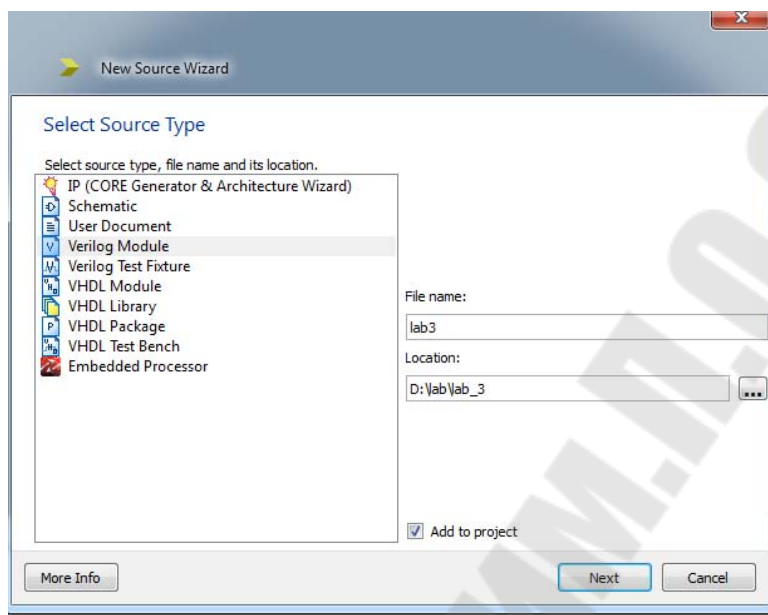 New Source Wizard
Select Source Type
Select source type, file name and its location.
IP (CORE Generator & Architecture Wizard)
Schematic
User Document
Verilog Module
Verilog Test Fixture
VHDL Module
VHDL Library
VHDL Package
VHDL Test Bench
Embedded Processor
File name:
lab3
Location:
D:\lab\lab_3
...
Add to project
More Info
Next
Cancel